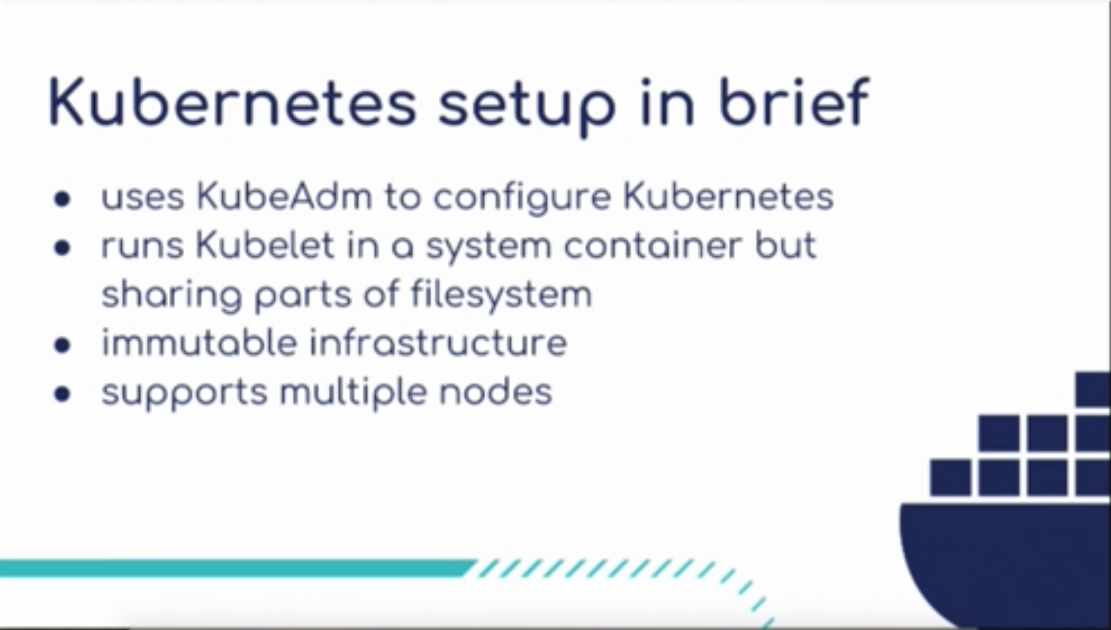 Kubernetes setup in brief
● uses KubeAdm to configure Kubernetes
● runs Kubelet in a system container but
sharing parts of filesystem
● immutable infrastructure
● supports multiple nodes